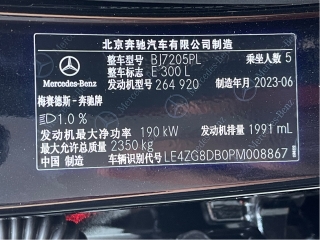 北京奔驰汽车有限公司制造
整车型号 BJ7205PL 乘坐人数 5
整车标志 E 300 L
发动机型号 264 920 制造年月 2023-06
Mercedes-Benz
梅赛德斯-奔驰牌
1.0 %
发动机最大净功率 190 kW 发动机排量 1991 mL
最大允许总质量 2350 kg
中国 制造 车辆识别代号 LE4ZG8DB0PM008867